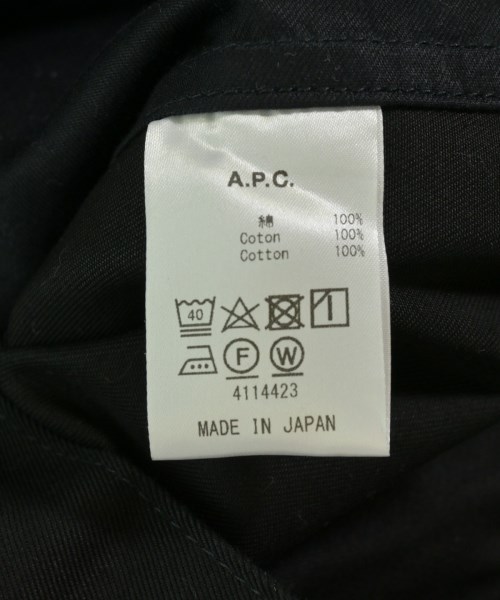 A.P.C.
綿 100%
Coton 100%
Cotton 100%
40
F W
4114423
MADE IN JAPAN